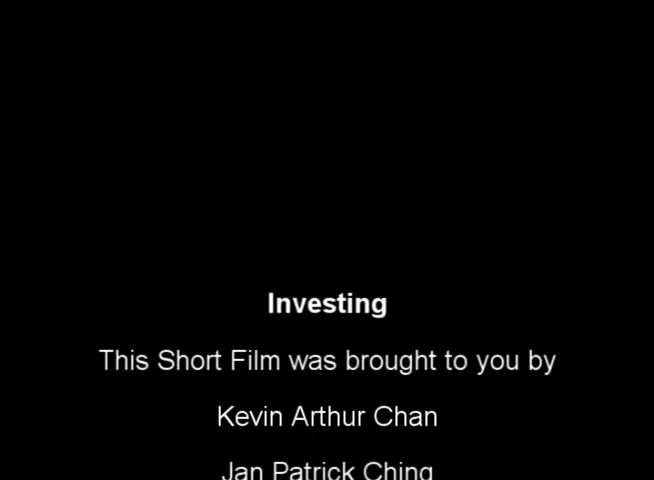 Investing
This Short Film was brought to you by
Kevin Arthur Chan
Jan Patrick Ching